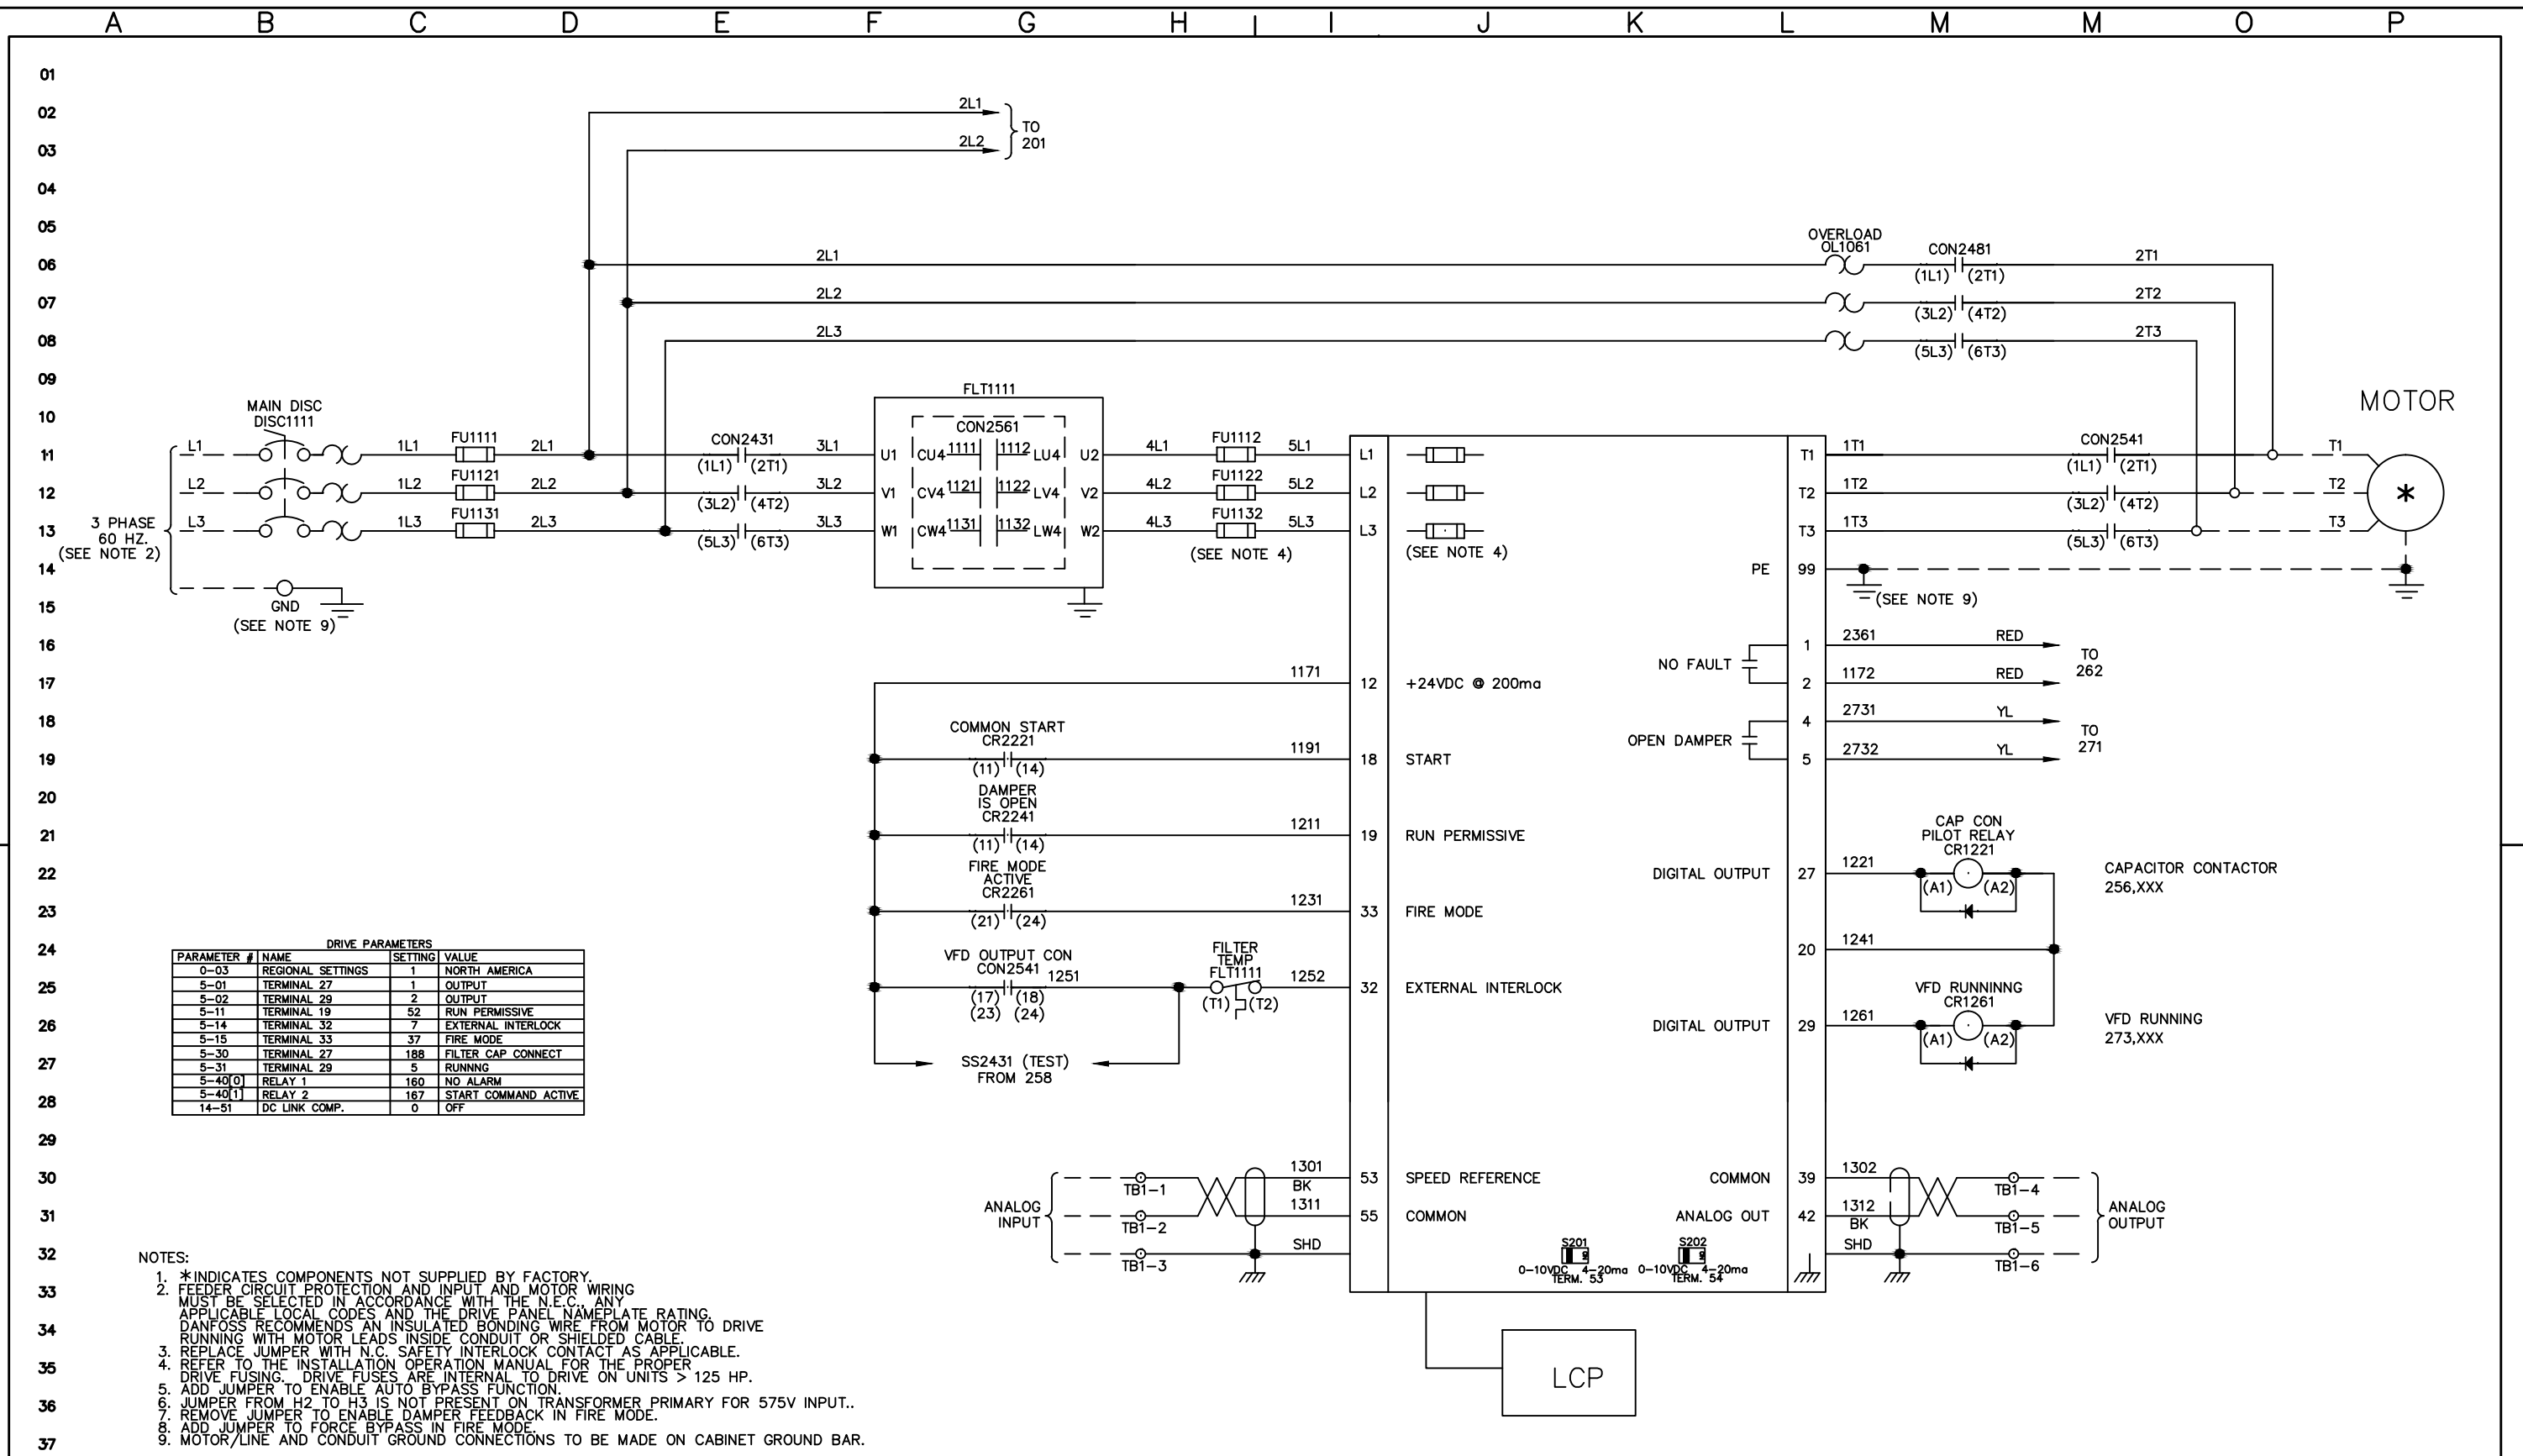 A B C D E F G H I J K L M M O P
01
02
03
04
05
06
07
08
09
10
11
12
13
14
15
16
17
18
19
20
21
22
23
24
25
26
27
28
29
30
31
32
33
34
35
36
37
2L1
2L2
TO
201
2L1
2L2
2L3
OVERLOAD
OL1061
CON2481
(1L1) (2T1)
(3L2) (4T2)
(5L3) (6T3)
2T1
2T2
2T3
MAIN DISC
DISC1111
3 PHASE
60 HZ.
(SEE NOTE 2)
L1
L2
L3
GND
(SEE NOTE 9)
1L1
1L2
1L3
FU1111
FU1121
FU1131
2L1
2L2
2L3
CON2431
(1L1) (2T1)
(3L2) (4T2)
(5L3) (6T3)
3L1
3L2
3L3
FLT1111
CON2561
U1 CU4 1111 1112 LU4 U2
V1 CV4 1121 1122 LV4 V2
W1 CW4 1131 1132 LW4 W2
4L1
4L2
4L3
FU1112
FU1122
FU1132
(SEE NOTE 4)
5L1
5L2
5L3
L1
L2
L3
(SEE NOTE 4)
T1
T2
T3
PE 99
1T1
1T2
1T3
(SEE NOTE 9)
CON2541
(1L1) (2T1)
(3L2) (4T2)
(5L3) (6T3)
T1
T2
T3
MOTOR
*
1171
12 +24VDC @ 200ma
COMMON START
CR2221
(11) (14)
1191
18 START
DAMPER
IS OPEN
CR2241
(11) (14)
1211
19 RUN PERMISSIVE
FIRE MODE
ACTIVE
CR2261
(21) (24)
1231
33 FIRE MODE
VFD OUTPUT CON
CON2541
1251
(17) (18)
(23) (24)
FILTER
TEMP
FLT1111
(T1) (T2)
1252
32 EXTERNAL INTERLOCK
SS2431 (TEST)
FROM 258
NO FAULT
1 2361 RED
2 1172 RED
TO
262
OPEN DAMPER
4 2731 YL
5 2732 YL
TO
271
CAP CON
PILOT RELAY
CR1221
DIGITAL OUTPUT 27 1221
(A1) (A2)
CAPACITOR CONTACTOR
256,XXX
20 1241
VFD RUNNINNG
CR1261
DIGITAL OUTPUT 29 1261
(A1) (A2)
VFD RUNNING
273,XXX
DRIVE PARAMETERS
PARAMETER # NAME SETTING VALUE
0-03 REGIONAL SETTINGS 1 NORTH AMERICA
5-01 TERMINAL 27 1 OUTPUT
5-02 TERMINAL 29 2 OUTPUT
5-11 TERMINAL 19 52 RUN PERMISSIVE
5-14 TERMINAL 32 7 EXTERNAL INTERLOCK
5-15 TERMINAL 33 37 FIRE MODE
5-30 TERMINAL 27 188 FILTER CAP CONNECT
5-31 TERMINAL 29 5 RUNNNG
5-40[0] RELAY 1 160 NO ALARM
5-40[1] RELAY 2 167 START COMMAND ACTIVE
14-51 DC LINK COMP. 0 OFF
ANALOG
INPUT
TB1-1
TB1-2
TB1-3
1301
BK
1311
SHD
53 SPEED REFERENCE
55 COMMON
COMMON 39
ANALOG OUT 42
1302
1312
BK
SHD
TB1-4
TB1-5
TB1-6
ANALOG
OUTPUT
S201
0-10VDC 4-20ma
TERM. 53
S202
0-10VDC 4-20ma
TERM. 54
LCP
NOTES:
1. *INDICATES COMPONENTS NOT SUPPLIED BY FACTORY.
2. FEEDER CIRCUIT PROTECTION AND INPUT AND MOTOR WIRING
MUST BE SELECTED IN ACCORDANCE WITH THE N.E.C., ANY
APPLICABLE LOCAL CODES AND THE DRIVE PANEL NAMEPLATE RATING.
DANFOSS RECOMMENDS AN INSULATED BONDING WIRE FROM MOTOR TO DRIVE
RUNNING WITH MOTOR LEADS INSIDE CONDUIT OR SHIELDED CABLE.
3. REPLACE JUMPER WITH N.C. SAFETY INTERLOCK CONTACT AS APPLICABLE.
4. REFER TO THE INSTALLATION OPERATION MANUAL FOR THE PROPER
DRIVE FUSING. DRIVE FUSES ARE INTERNAL TO DRIVE ON UNITS > 125 HP.
5. ADD JUMPER TO ENABLE AUTO BYPASS FUNCTION.
6. JUMPER FROM H2 TO H3 IS NOT PRESENT ON TRANSFORMER PRIMARY FOR 575V INPUT..
7. REMOVE JUMPER TO ENABLE DAMPER FEEDBACK IN FIRE MODE.
8. ADD JUMPER TO FORCE BYPASS IN FIRE MODE.
9. MOTOR/LINE AND CONDUIT GROUND CONNECTIONS TO BE MADE ON CABINET GROUND BAR.